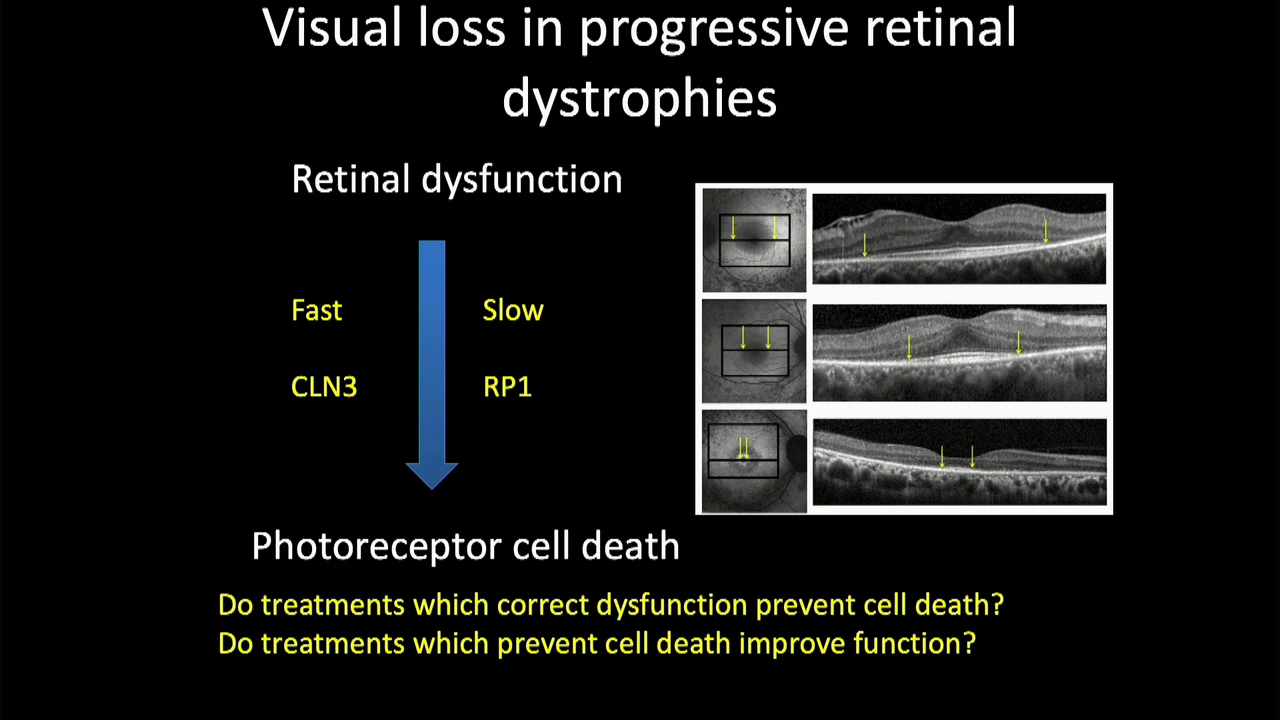 Visual loss in progressive retinal
dystrophies
Retinal dysfunction
Fast
Slow
CLN3
RP1
Photoreceptor cell death
Do treatments which correct dysfunction prevent cell death?
Do treatments which prevent cell death improve function?